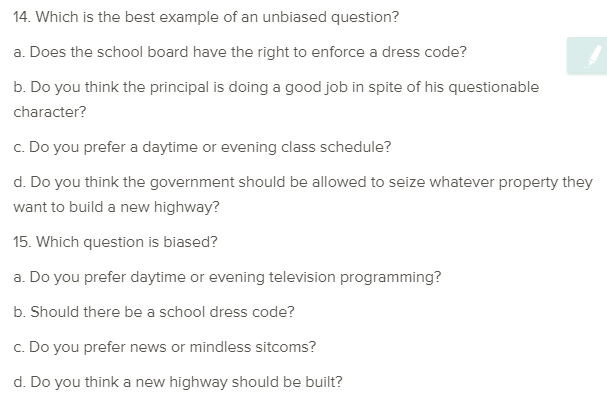 14. Which is the best example of an unbiased question?
a. Does the school board have the right to enforce a dress code?
b. Do you think the principal is doing a good job in spite of his questionable
character?
c. Do you prefer a daytime or evening class schedule?
d. Do you think the government should be allowed to seize whatever property they
want to build a new highway?
15. Which question is biased?
a. Do you prefer daytime or evening television programming?
b. Should there be a school dress code?
c. Do you prefer news or mindless sitcoms?
d. Do you think a new highway should be built?